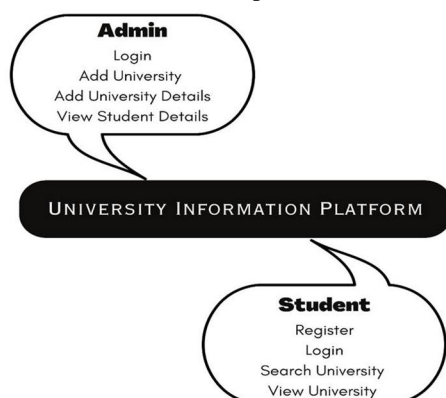 Admin
Login
Add University
Add University Details
View Student Details
UNIVERSITY INFORMATION PLATFORM
Student
Register
Login
Search University
View University